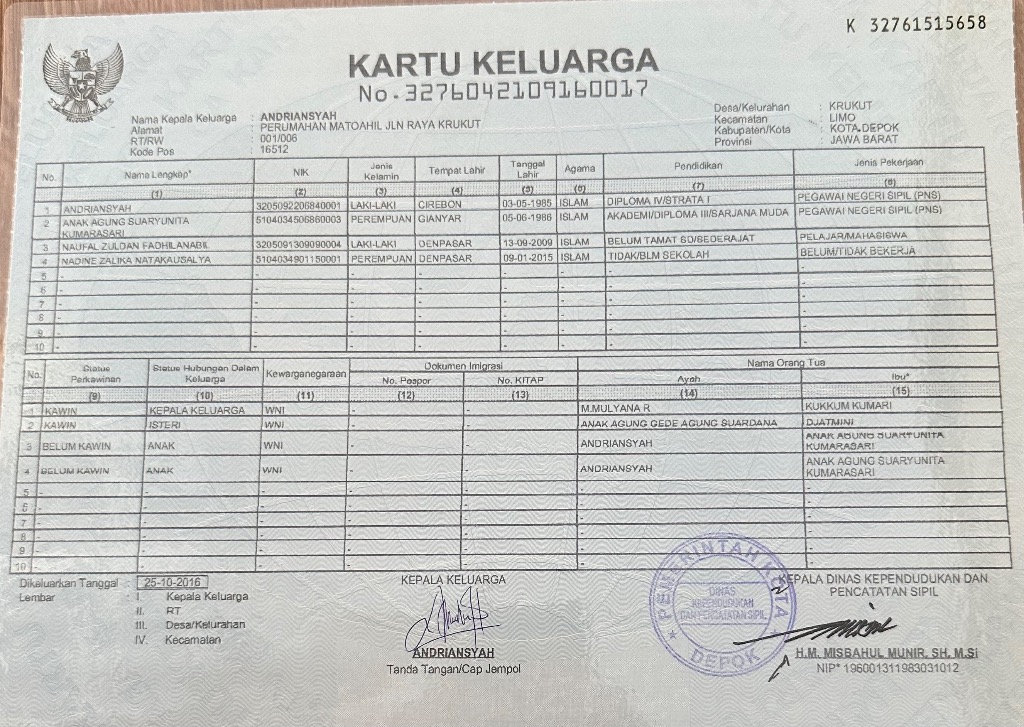 K 32761515658
KARTU KELUARGA
No. 3276042109160017
Nama Kepala Keluarga : ANDRIANSYAH
Alamat : PERUMAHAN MATOAHIL JLN RAYA KRUKUT
RT/RW : 001/006
Kode Pos : 16512
Desa/Kelurahan : KRUKUT
Kecamatan : LIMO
Kabupaten/Kota : KOTA DEPOK
Provinsi : JAWA BARAT
No. Nama Lengkap* NIK Jenis Kelamin Tempat Lahir Tanggal Lahir Agama Pendidikan Jenis Pekerjaan
(1) (2) (3) (4) (5) (6) (7) (8)
1 ANDRIANSYAH 3205092206840001 LAKI-LAKI CIREBON 03-05-1985 ISLAM DIPLOMA IV/STRATA I PEGAWAI NEGERI SIPIL (PNS)
2 ANAK AGUNG SUARYUNITA KUMARASARI 5104034506860003 PEREMPUAN GIANYAR 05-06-1986 ISLAM AKADEMI/DIPLOMA III/SARJANA MUDA PEGAWAI NEGERI SIPIL (PNS)
3 NAUFAL ZULDAN FADHILANABIL 3205091309090004 LAKI-LAKI DENPASAR 13-09-2009 ISLAM BELUM TAMAT SD/SEDERAJAT PELAJAR/MAHASISWA
4 NADINE ZALIKA NATAKAUSALYA 5104034901150001 PEREMPUAN DENPASAR 09-01-2015 ISLAM TIDAK/BLM SEKOLAH BELUM/TIDAK BEKERJA
5 - - - - - - - -
6 - - - - - - - -
7 - - - - - - - -
8 - - - - - - - -
9 - - - - - - - -
10 - - - - - - - -
No. Status Perkawinan Status Hubungan Dalam Keluarga Kewarganegaraan Dokumen Imigrasi Nama Orang Tua
No. Paspor No. KITAP Ayah Ibu*
(9) (10) (11) (12) (13) (14) (15)
1 KAWIN KEPALA KELUARGA WNI - - M.MULYANA R KUKKUM KUMARI
2 KAWIN ISTERI WNI - - ANAK AGUNG GEDE AGUNG SUARDANA DJATMINI
3 BELUM KAWIN ANAK WNI - - ANDRIANSYAH ANAK AGUNG SUARYUNITA KUMARASARI
4 BELUM KAWIN ANAK WNI - - ANDRIANSYAH ANAK AGUNG SUARYUNITA KUMARASARI
5 - - - - - - -
6 - - - - - - -
7 - - - - - - -
8 - - - - - - -
9 - - - - - - -
10 - - - - - - -
Dikeluarkan Tanggal : 25-10-2016
Lembar : I. Kepala Keluarga
II. RT
III. Desa/Kelurahan
IV. Kecamatan
KEPALA KELUARGA
ANDRIANSYAH
Tanda Tangan/Cap Jempol
PEMERINTAH KOTA
DINAS
KEPENDUDUKAN
DAN PENCATATAN SIPIL
DEPOK
KEPALA DINAS KEPENDUDUKAN DAN
PENCATATAN SIPIL
H.M. MISBAHUL MUNIR, SH, M.Si
NIP* 196001311983031012